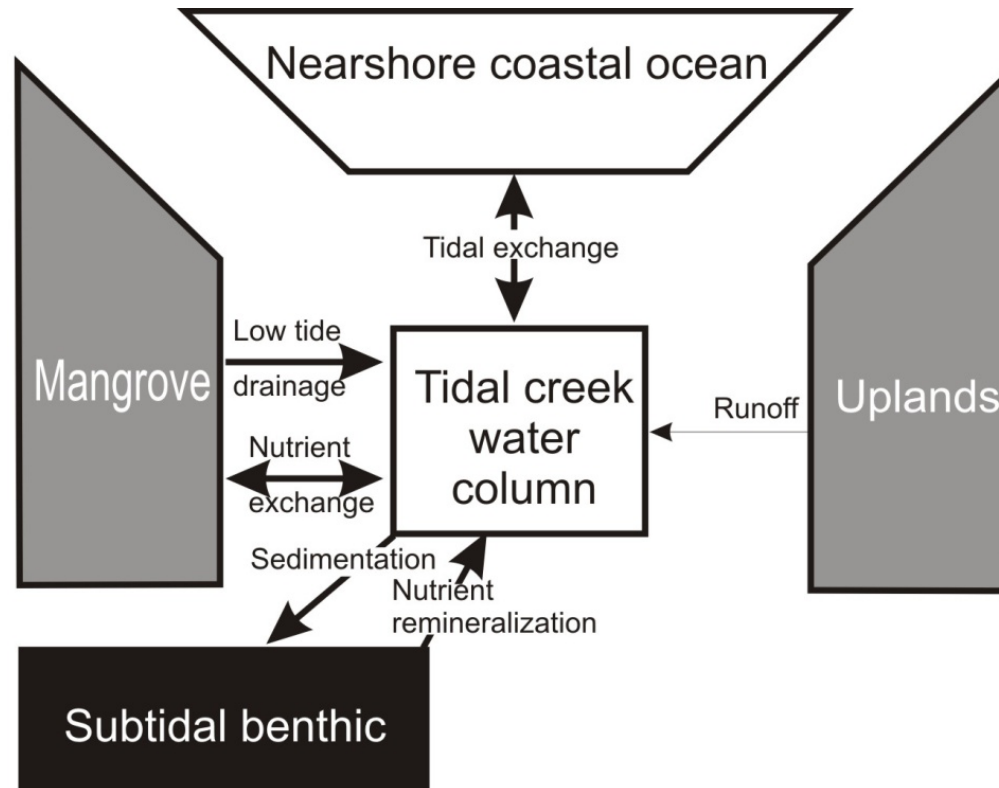 Nearshore coastal ocean
Tidal exchange
Low tide
drainage
Mangrove
Nutrient
exchange
Tidal creek
water
column
Runoff
Uplands
Sedimentation
Nutrient
remineralization
Subtidal benthic